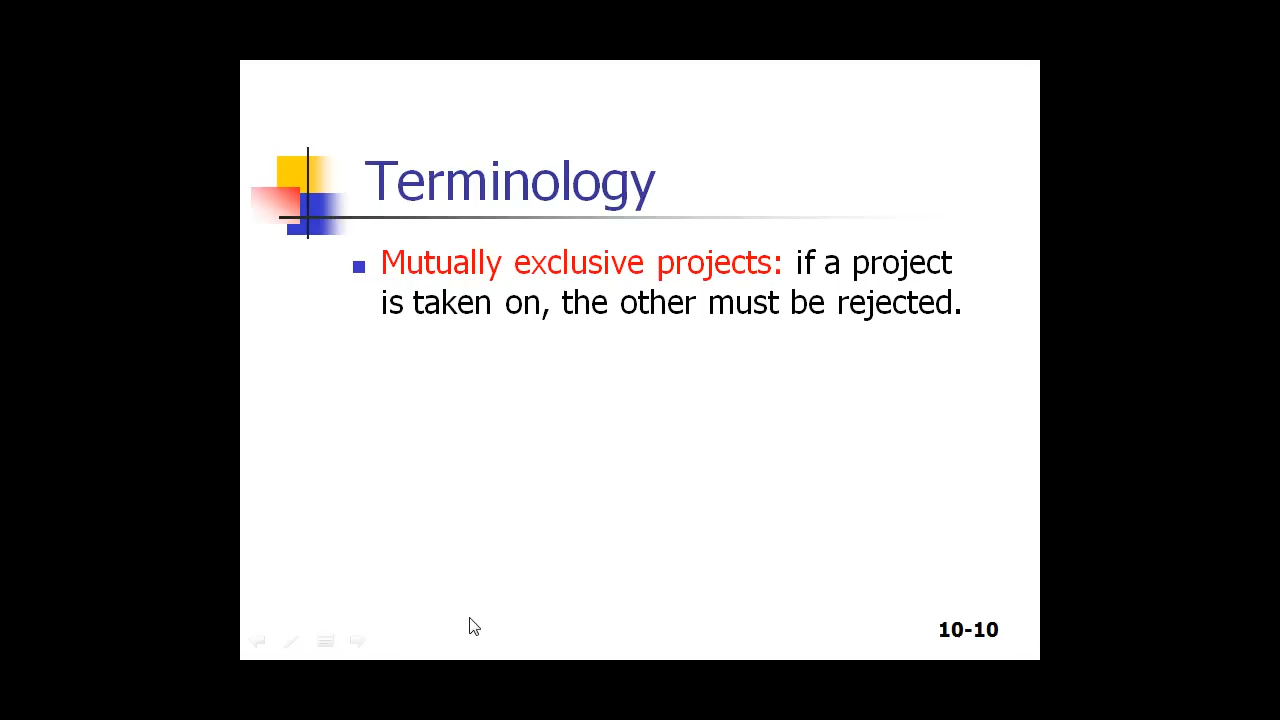 Terminology
Mutually exclusive projects: if a project
is taken on, the other must be rejected.
10-10